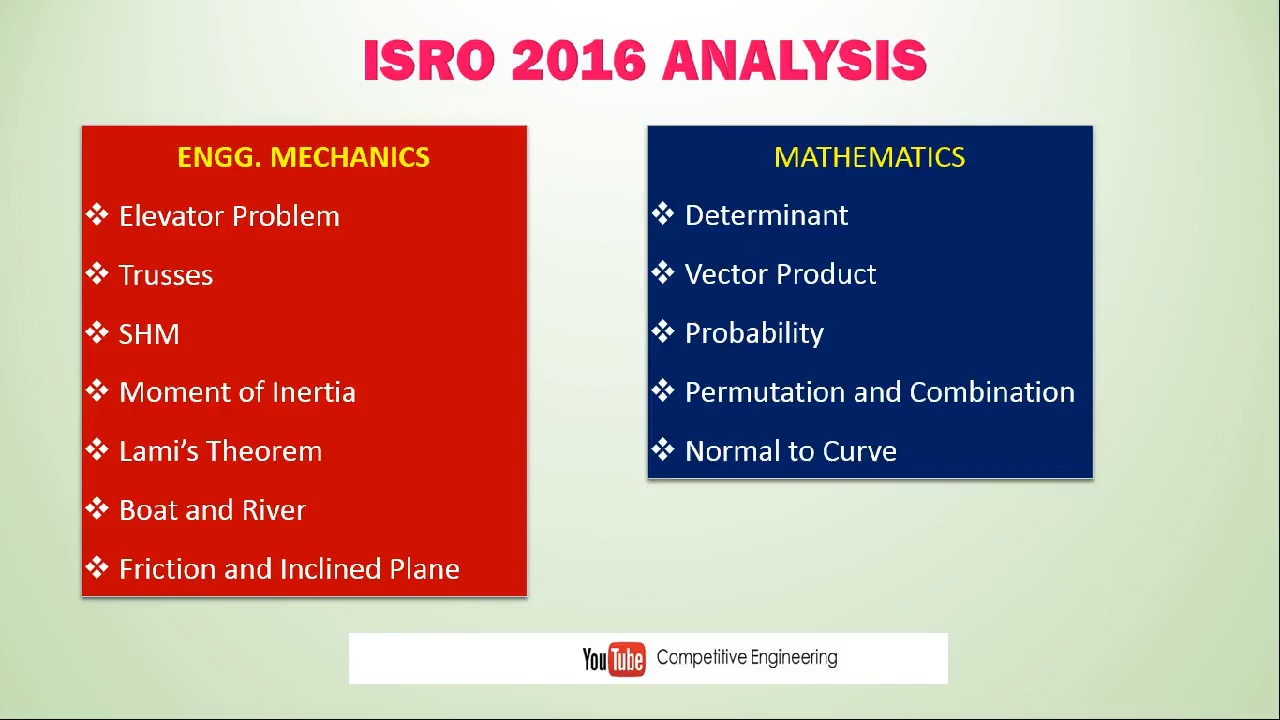 ISRO 2016 ANALYSIS
ENGG. MECHANICS
❖ Elevator Problem
❖ Trusses
❖ SHM
❖ Moment of Inertia
❖ Lami’s Theorem
❖ Boat and River
❖ Friction and Inclined Plane
MATHEMATICS
❖ Determinant
❖ Vector Product
❖ Probability
❖ Permutation and Combination
❖ Normal to Curve
YouTube Competitive Engineering